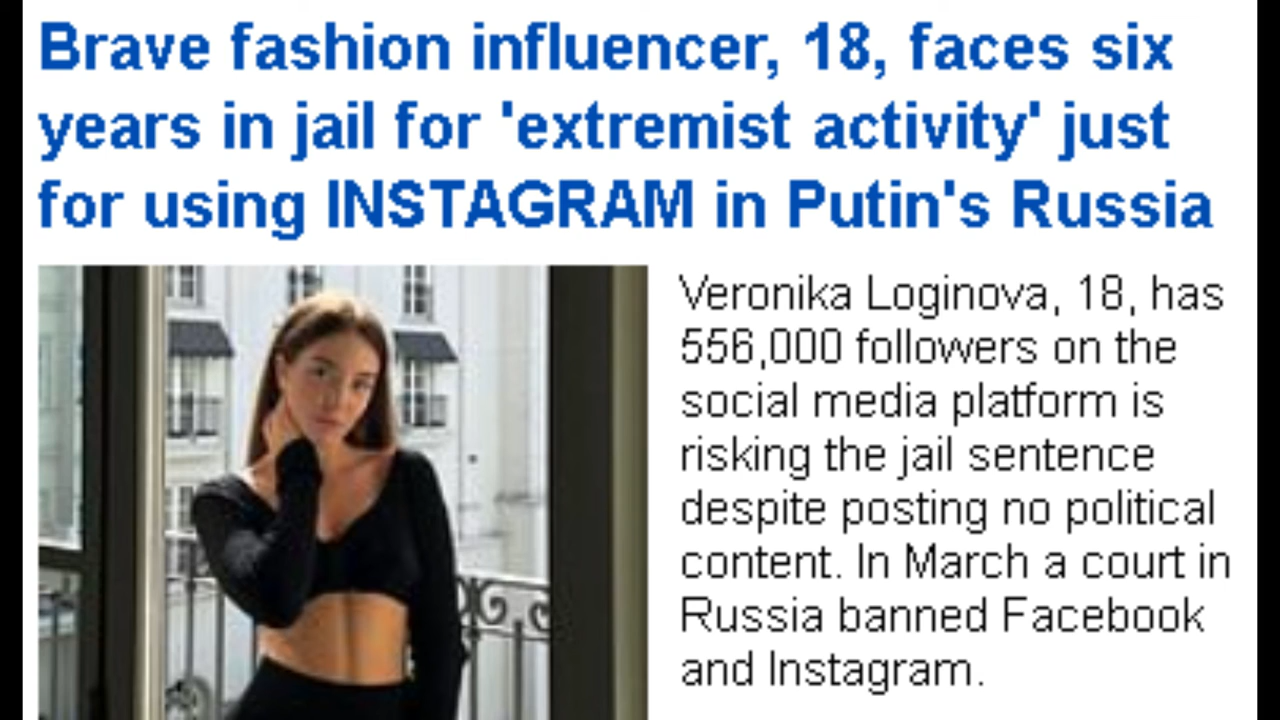 Brave fashion influencer, 18, faces six
years in jail for 'extremist activity' just
for using INSTAGRAM in Putin's Russia
Veronika Loginova, 18, has
556,000 followers on the
social media platform is
risking the jail sentence
despite posting no political
content. In March a court in
Russia banned Facebook
and Instagram.